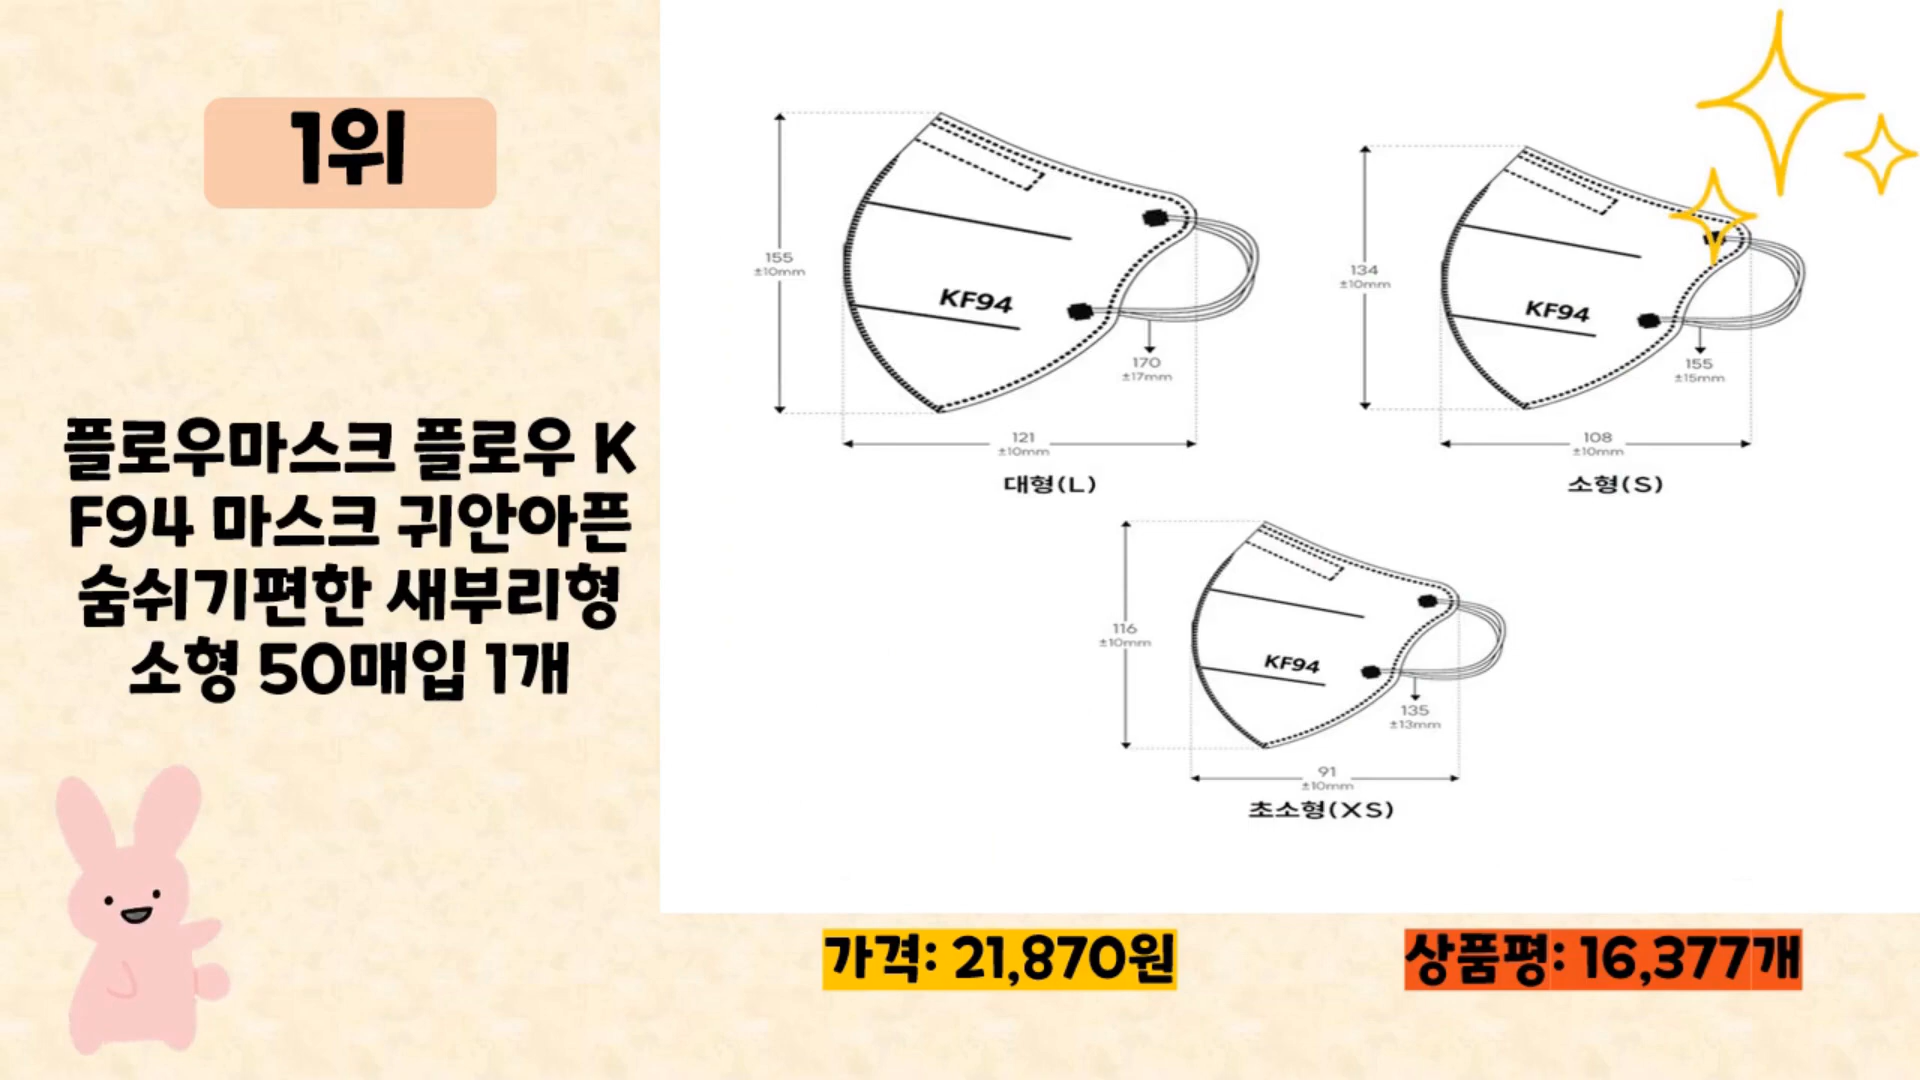 1위
플로우마스크 플로우 K
F94 마스크 귀안아픈
숨쉬기편한 새부리형
소형 50매입 1개
155
±10mm
KF94
170
±17mm
121
±10mm
대형(L)
134
±10mm
KF94
155
±15mm
108
±10mm
소형(S)
116
±10mm
KF94
135
±13mm
91
±10mm
초소형(XS)
가격: 21,870원
상품평: 16,377개